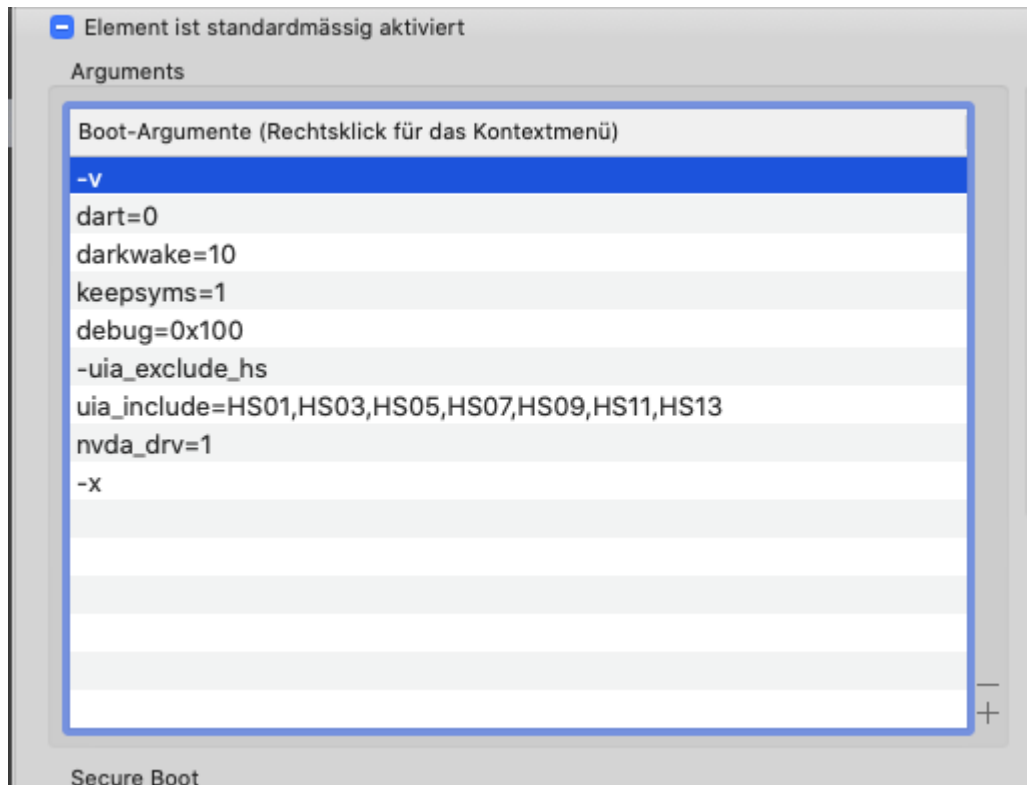 Element ist standardmässig aktiviert
Arguments
Boot-Argumente (Rechtsklick für das Kontextmenü)
-v
dart=0
darkwake=10
keepsyms=1
debug=0x100
-uia_exclude_hs
uia_include=HS01,HS03,HS05,HS07,HS09,HS11,HS13
nvda_drv=1
-x
Secure Boot